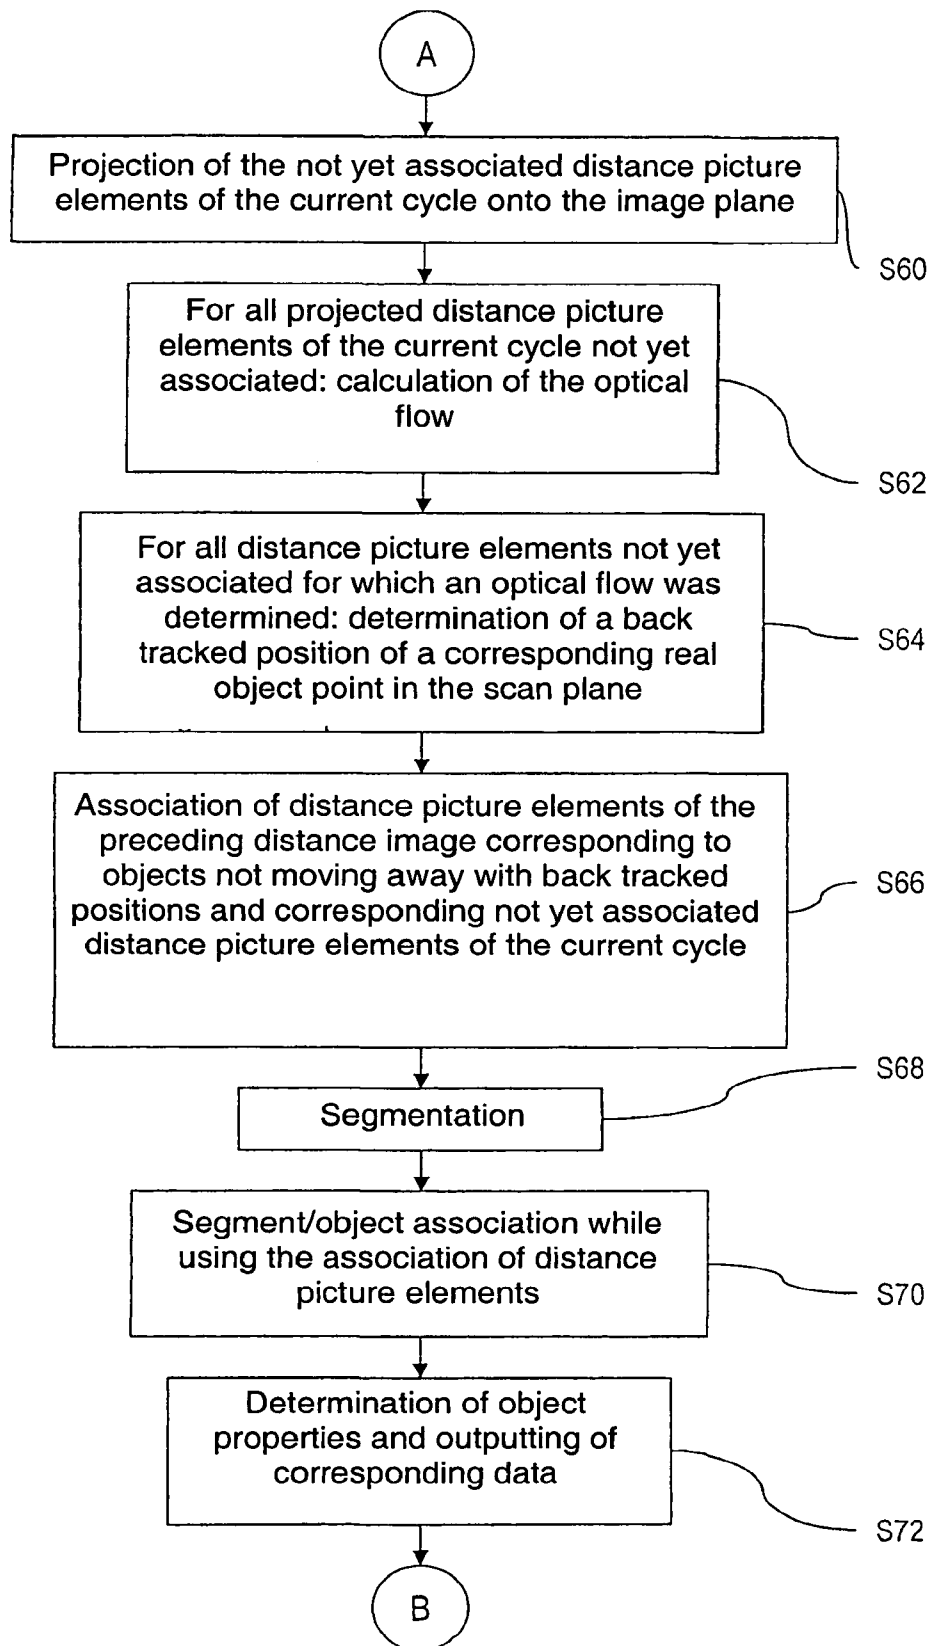 A
Projection of the not yet associated distance picture
elements of the current cycle onto the image plane
S60
For all projected distance picture
elements of the current cycle not yet
associated: calculation of the optical
flow
S62
For all distance picture elements not yet
associated for which an optical flow was
determined: determination of a back
tracked position of a corresponding real
object point in the scan plane
S64
Association of distance picture elements of the
preceding distance image corresponding to
objects not moving away with back tracked
positions and corresponding not yet associated
distance picture elements of the current cycle
S66
S68
Segmentation
Segment/object association while
using the association of distance
picture elements
S70
Determination of object
properties and outputting of
corresponding data
S72
B